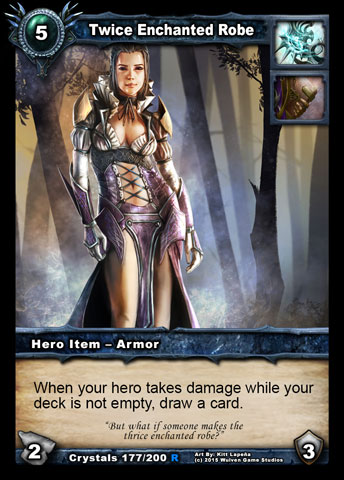 5
Twice Enchanted Robe
Hero Item – Armor
When your hero takes damage while your
deck is not empty, draw a card.
"But what if someone makes the
thrice enchanted robe?"
2
Crystals 177/200 R
Art By: Kitt Lapeña
(c) 2015 Wulven Game Studios
3